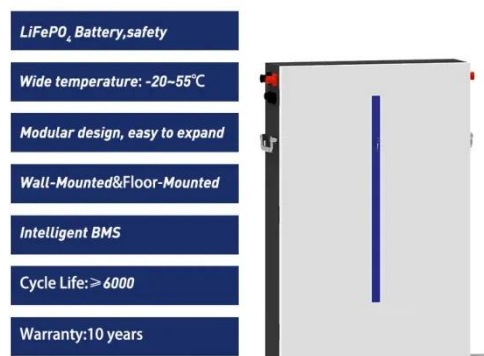 LiFePO₄ Battery,safety
Wide temperature: -20~55℃
Modular design, easy to expand
Wall-Mounted&Floor-Mounted
Intelligent BMS
Cycle Life:≥6000
Warranty:10 years